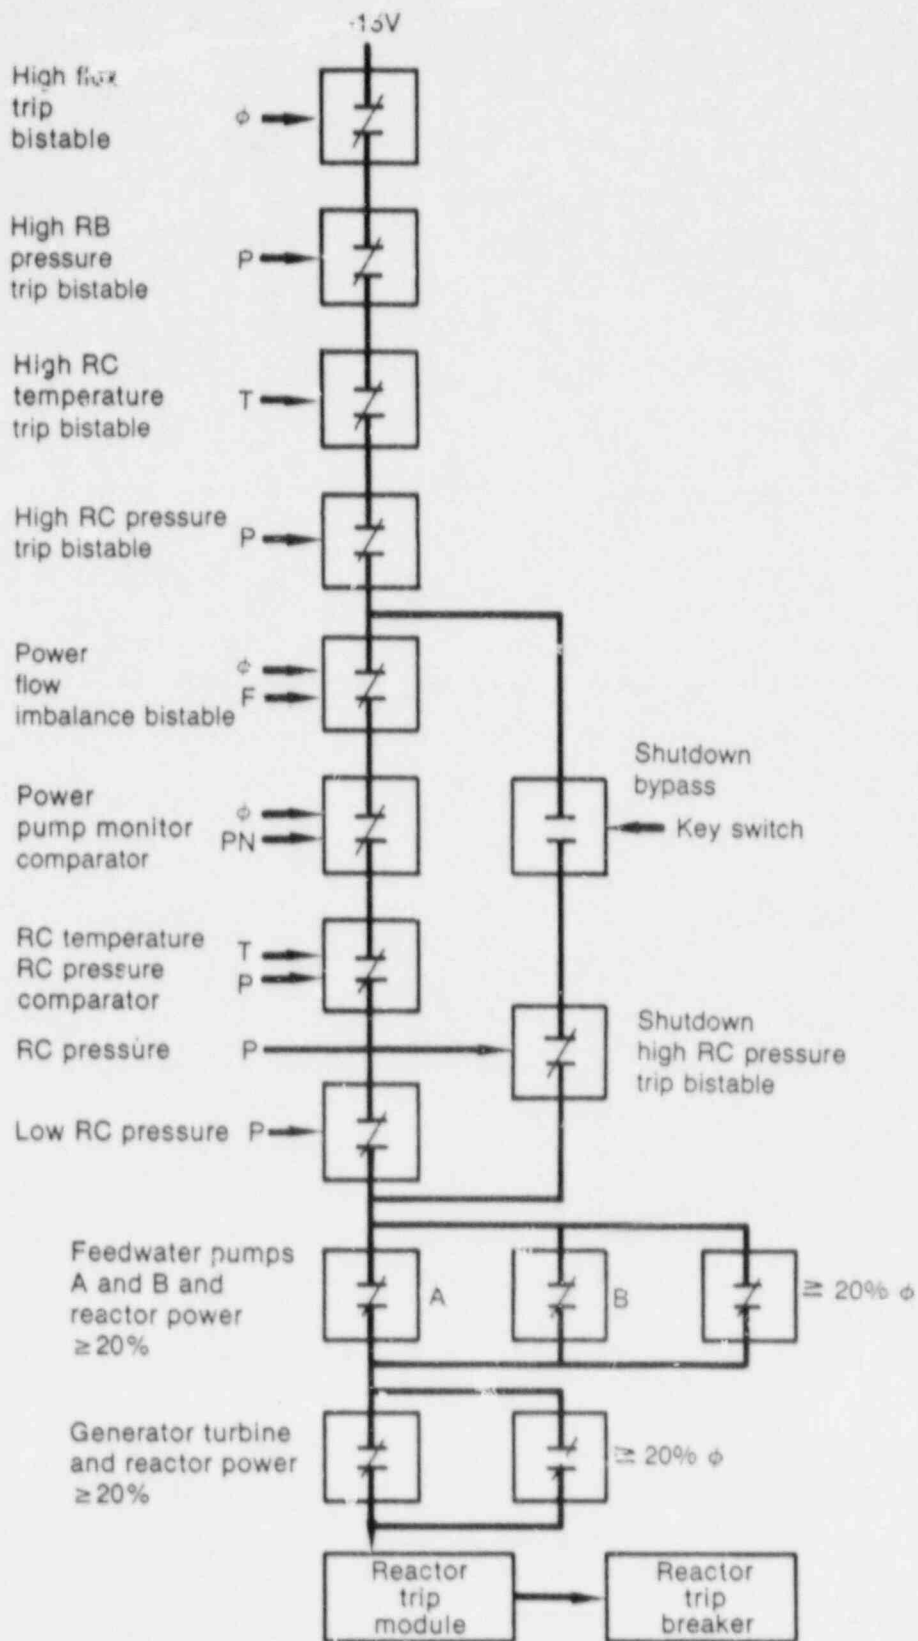 High flux
trip
bistable
ϕ
High RB
pressure
trip bistable
P
High RC
temperature
trip bistable
T
High RC pressure
trip bistable
P
Power
flow
imbalance bistable
ϕ
F
Shutdown
bypass
Key switch
Power
pump monitor
comparator
ϕ
PN
RC temperature
RC pressure
comparator
T
P
RC pressure
P
Shutdown
high RC pressure
trip bistable
Low RC pressure
P
Feedwater pumps
A and B and
reactor power
≥20%
A
B
≧ 20% ϕ
Generator turbine
and reactor power
≥20%
≧ 20% ϕ
Reactor
trip
module
Reactor
trip
breaker